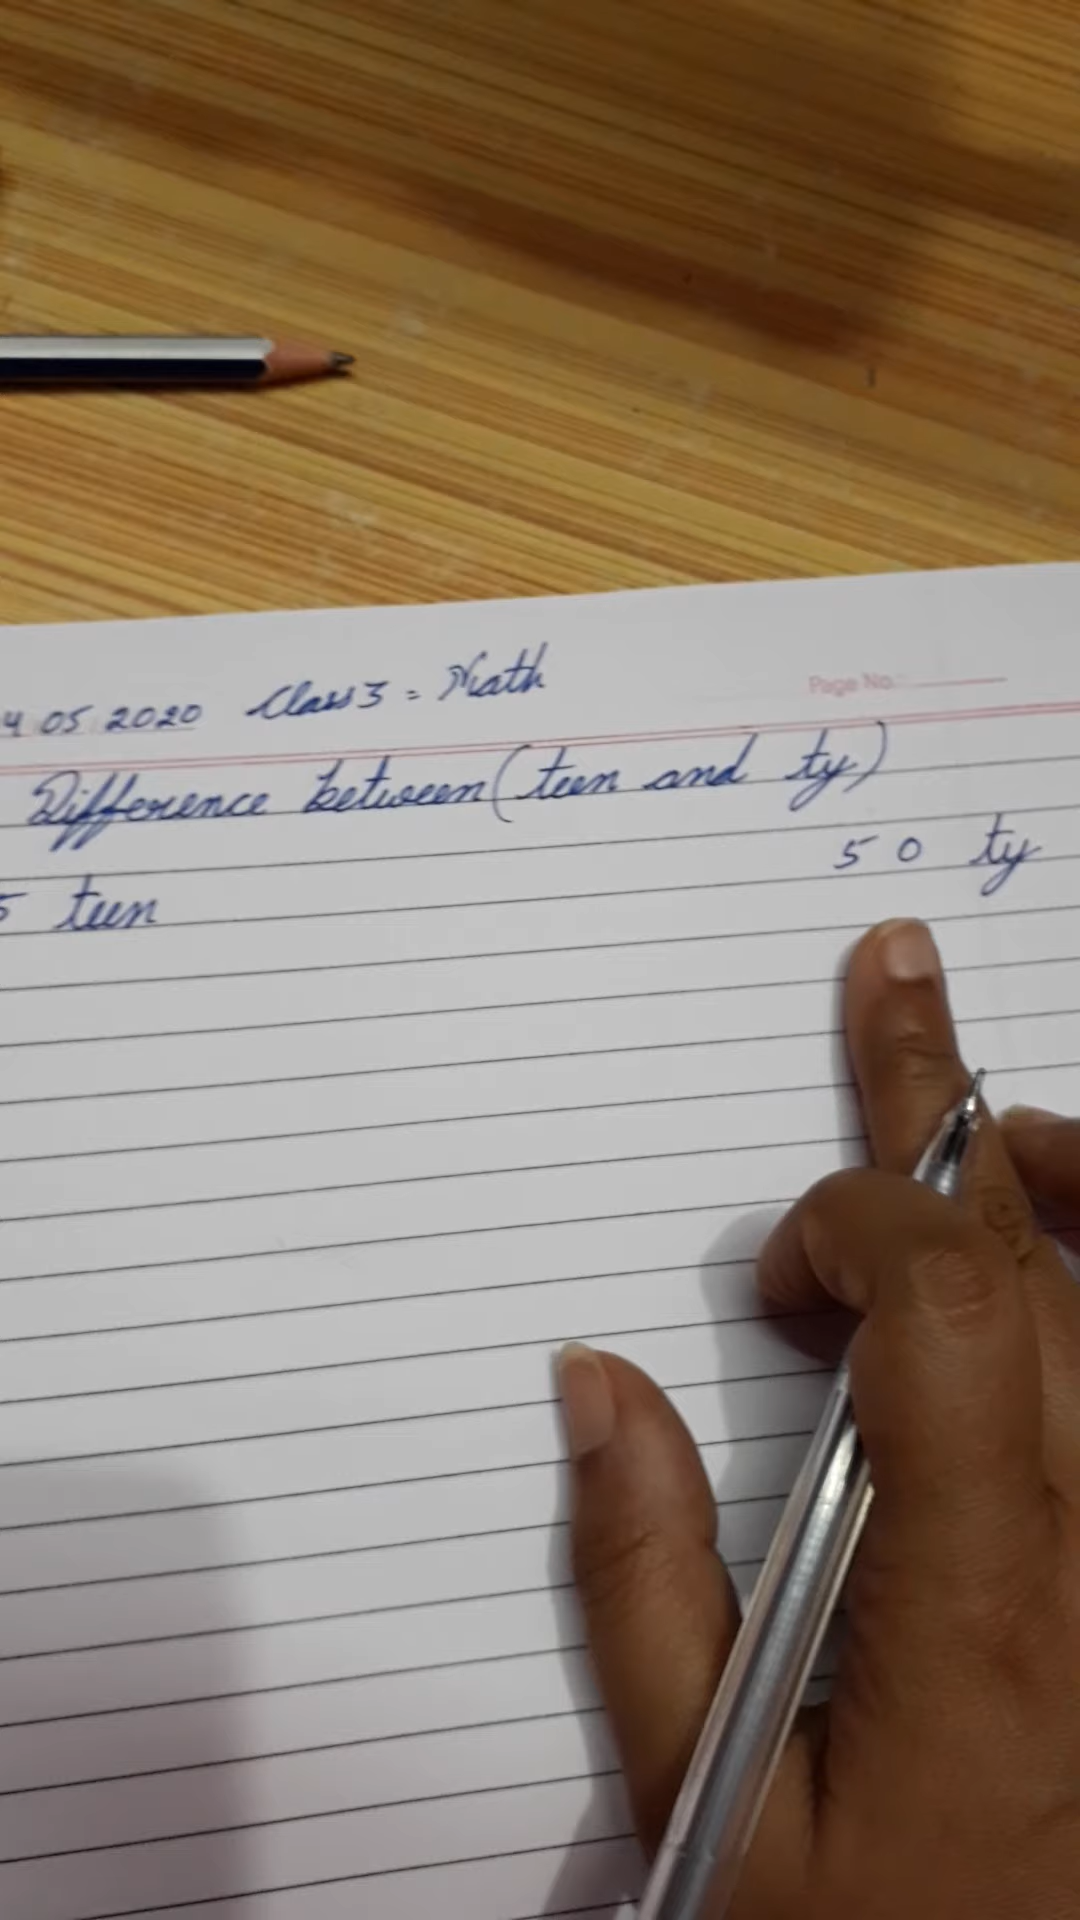 4 05 2020 Class 3 = Math
Page No.:
Difference between (teen and ty)
5 teen 50 ty